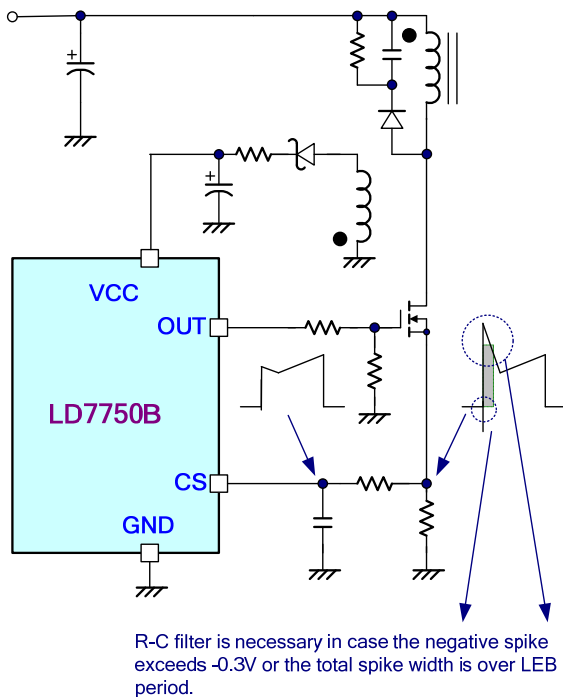 +
+
VCC
OUT
LD7750B
CS
GND
R-C filter is necessary in case the negative spike
exceeds -0.3V or the total spike width is over LEB
period.